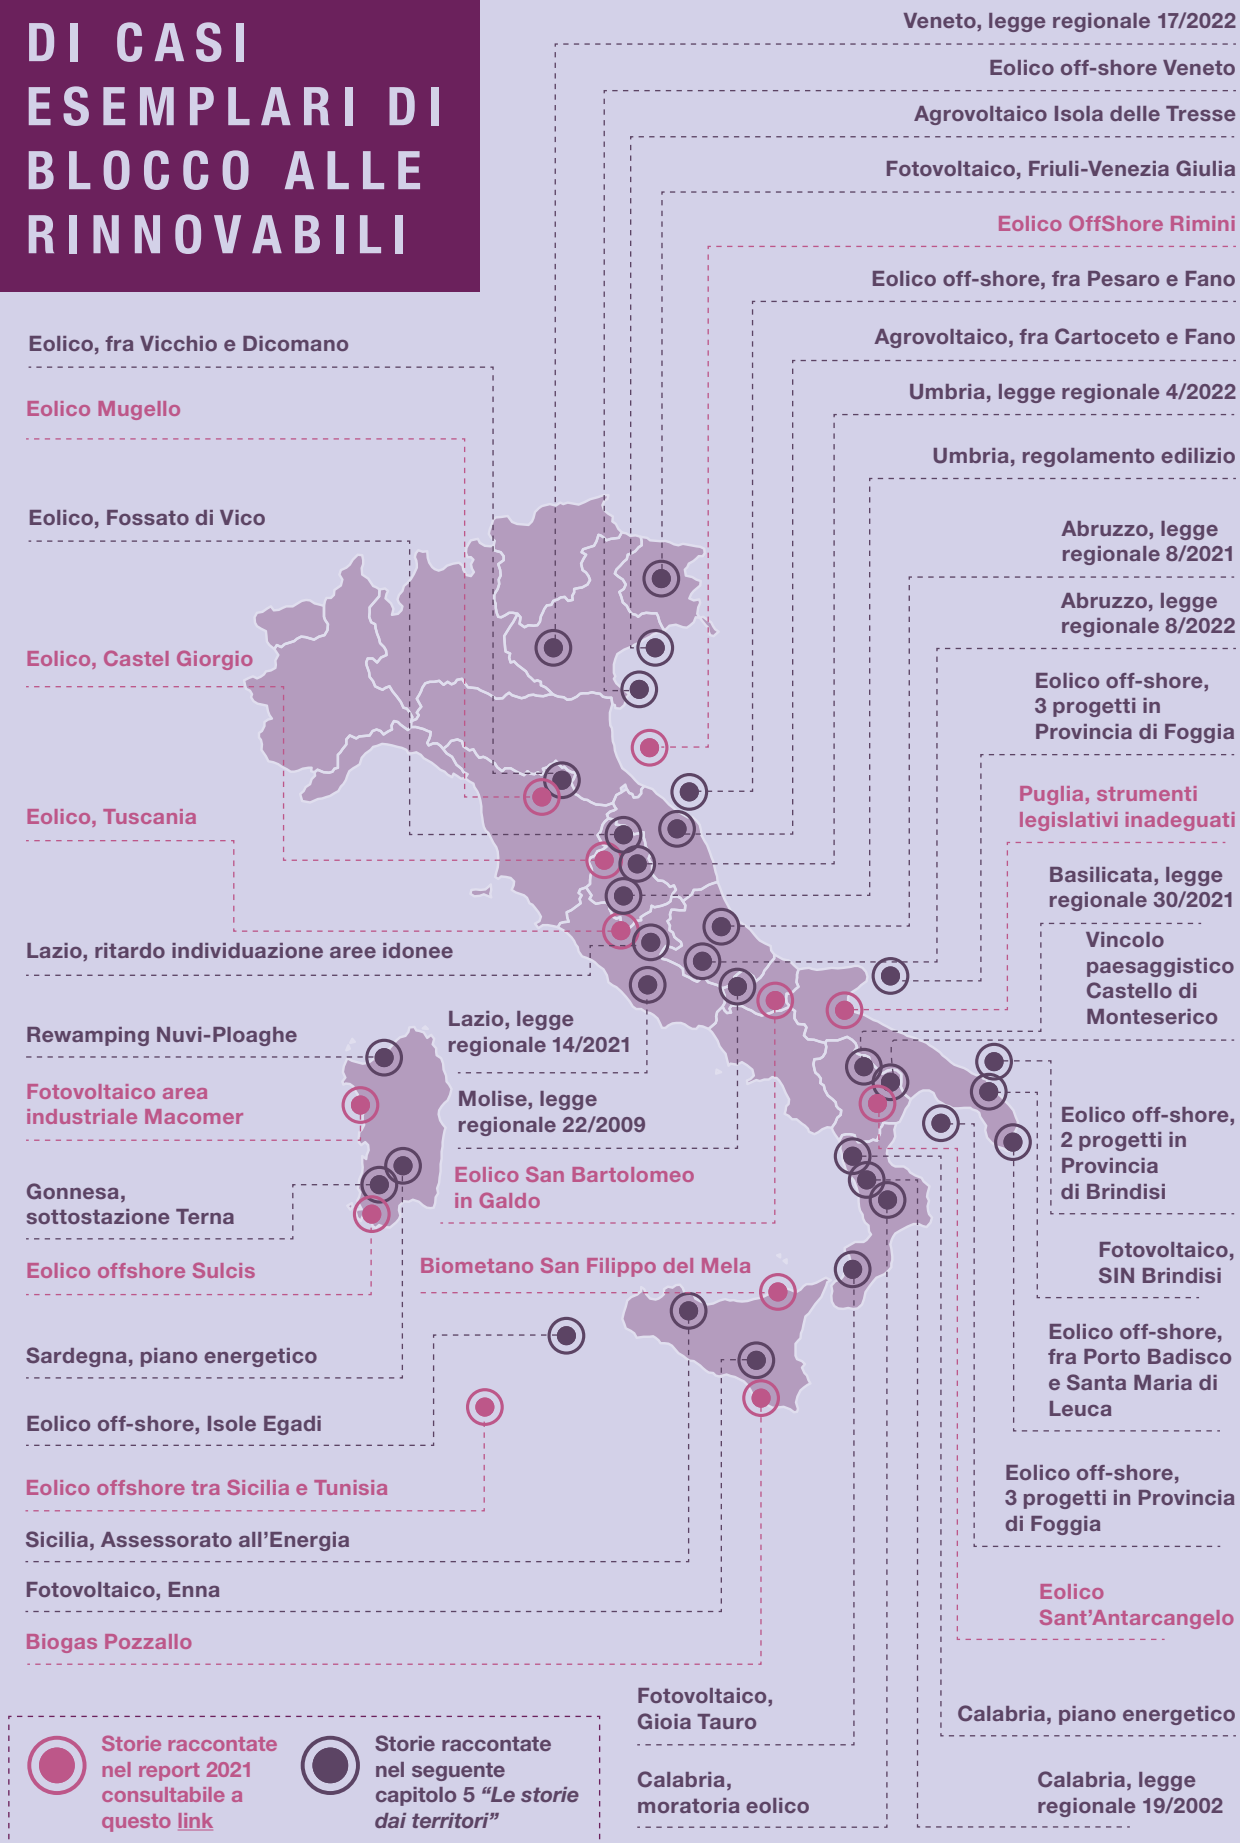 DI CASI
ESEMPLARI DI
BLOCCO ALLE
RINNOVABILI
Veneto, legge regionale 17/2022
Eolico off-shore Veneto
Agrovoltaico Isola delle Tresse
Fotovoltaico, Friuli-Venezia Giulia
Eolico OffShore Rimini
Eolico off-shore, fra Pesaro e Fano
Agrovoltaico, fra Cartoceto e Fano
Umbria, legge regionale 4/2022
Umbria, regolamento edilizio
Abruzzo, legge
regionale 8/2021
Abruzzo, legge
regionale 8/2022
Eolico off-shore,
3 progetti in
Provincia di Foggia
Puglia, strumenti
legislativi inadeguati
Basilicata, legge
regionale 30/2021
Vincolo
paesaggistico
Castello di
Monteserico
Eolico off-shore,
2 progetti in
Provincia
di Brindisi
Fotovoltaico,
SIN Brindisi
Eolico off-shore,
fra Porto Badisco
e Santa Maria di
Leuca
Eolico off-shore,
3 progetti in Provincia
di Foggia
Eolico
Sant'Antarcangelo
Calabria, piano energetico
Calabria, legge
regionale 19/2002
Eolico, fra Vicchio e Dicomano
Eolico Mugello
Eolico, Fossato di Vico
Eolico, Castel Giorgio
Eolico, Tuscania
Lazio, ritardo individuazione aree idonee
Rewamping Nuvi-Ploaghe
Fotovoltaico area
industriale Macomer
Gonnesa,
sottostazione Terna
Eolico offshore Sulcis
Sardegna, piano energetico
Eolico off-shore, Isole Egadi
Eolico offshore tra Sicilia e Tunisia
Sicilia, Assessorato all'Energia
Fotovoltaico, Enna
Biogas Pozzallo
Lazio, legge
regionale 14/2021
Molise, legge
regionale 22/2009
Eolico San Bartolomeo
in Galdo
Biometano San Filippo del Mela
Fotovoltaico,
Gioia Tauro
Calabria,
moratoria eolico
Storie raccontate
nel report 2021
consultabile a
questo link
Storie raccontate
nel seguente
capitolo 5 "Le storie
dai territori"